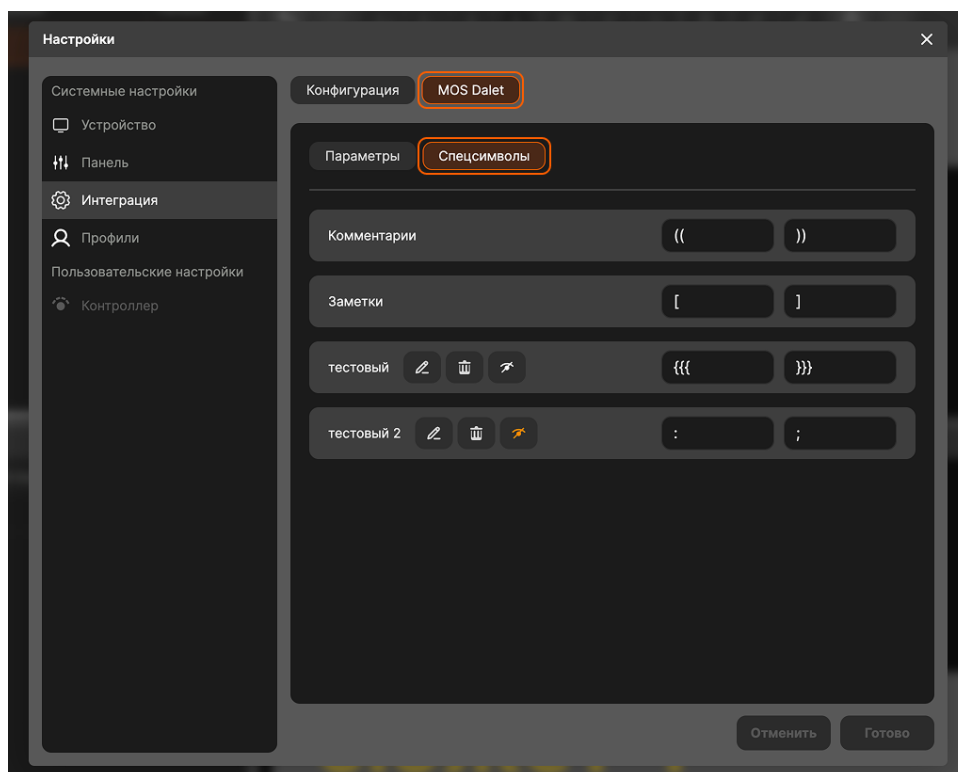 Настройки
Системные настройки
Устройство
Панель
Интеграция
Профили
Пользовательские настройки
Контроллер
Конфигурация MOS Dalet
Параметры Спецсимволы
Комментарии (( ))
Заметки [ ]
тестовый {{{ }}}
тестовый 2 : ;
Отменить Готово